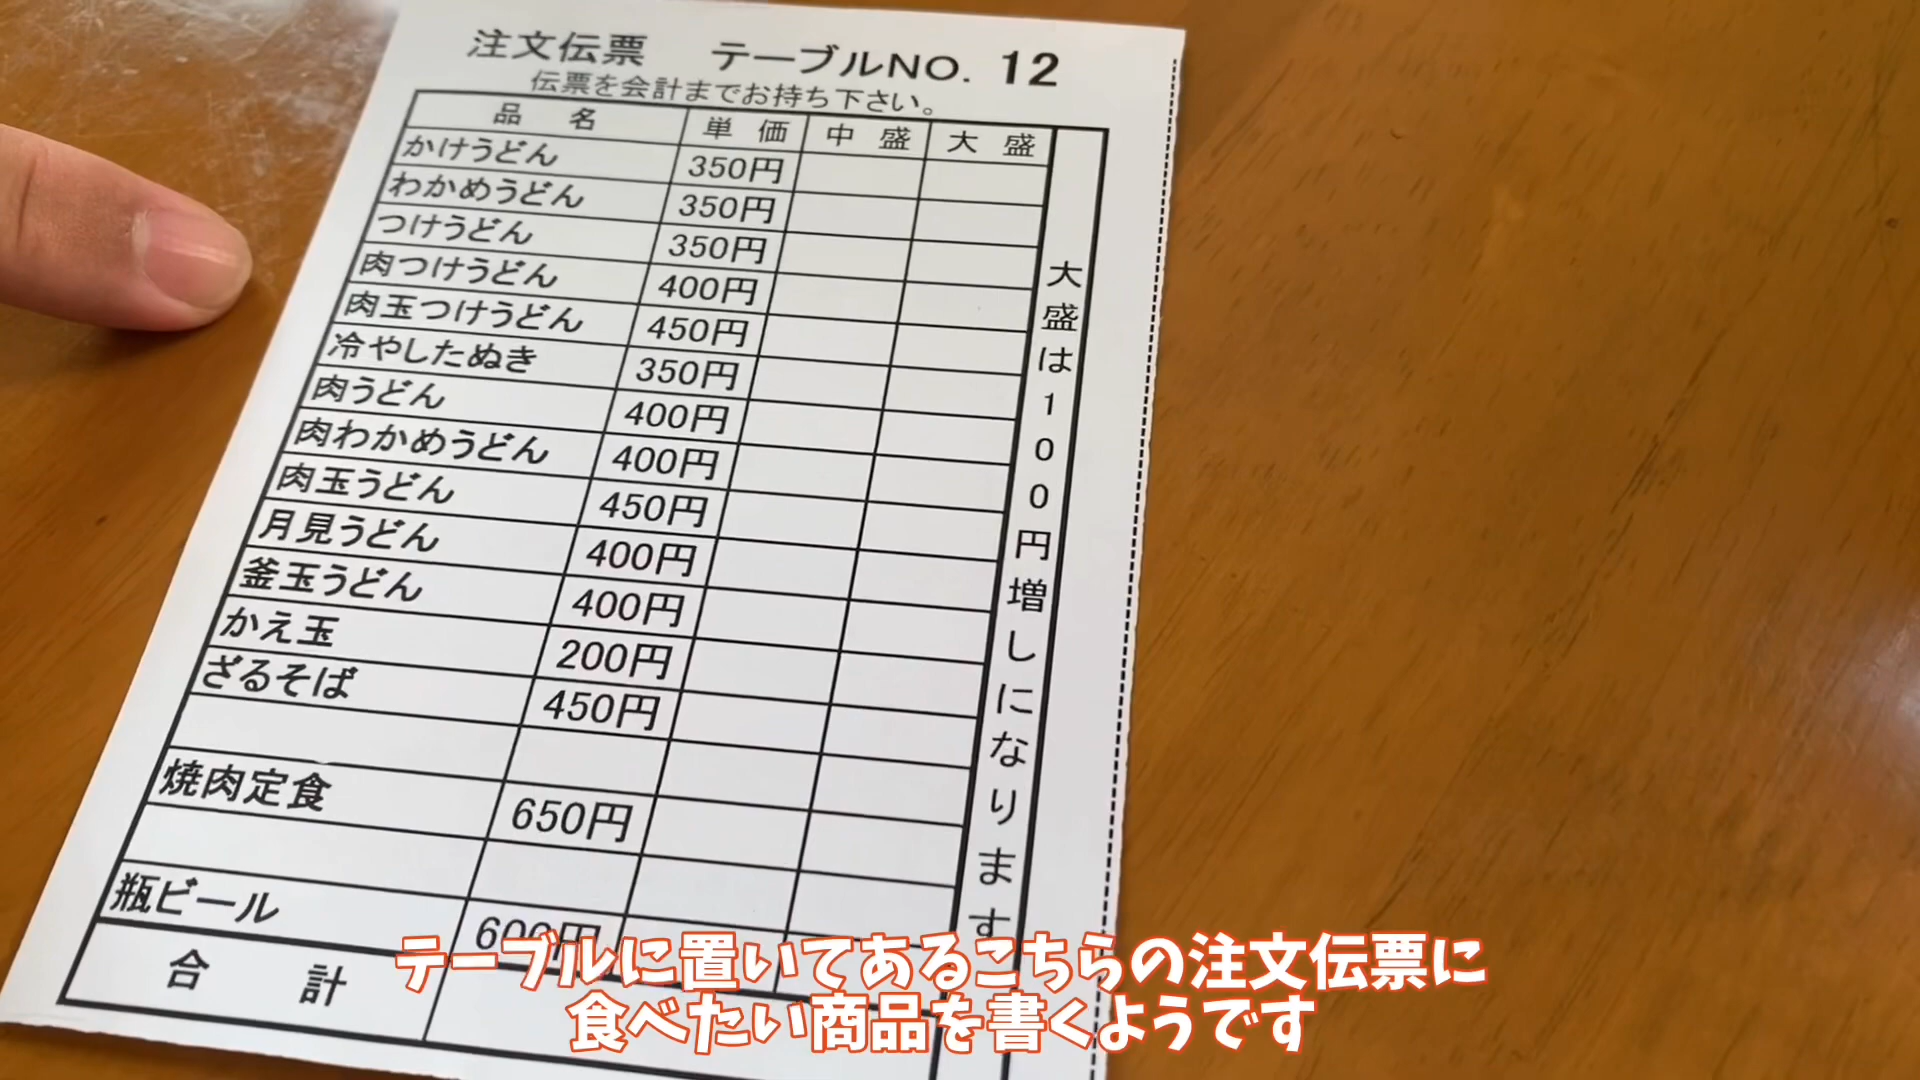 注文伝票 テーブルNO. 12
伝票を会計までお持ち下さい。
品名 単価 中盛 大盛
かけうどん 350円
わかめうどん 350円
つけうどん 350円
肉つけうどん 400円
肉玉つけうどん 450円
冷やしたぬき 350円
肉うどん 400円
肉わかめうどん 400円
肉玉うどん 450円
月見うどん 400円
釜玉うどん 400円
かえ玉 200円
ざるそば 450円
焼肉定食 650円
瓶ビール 600円
合計
大盛は100円増しになります
テーブルに置いてあるこちらの注文伝票に
食べたい商品を書くようです